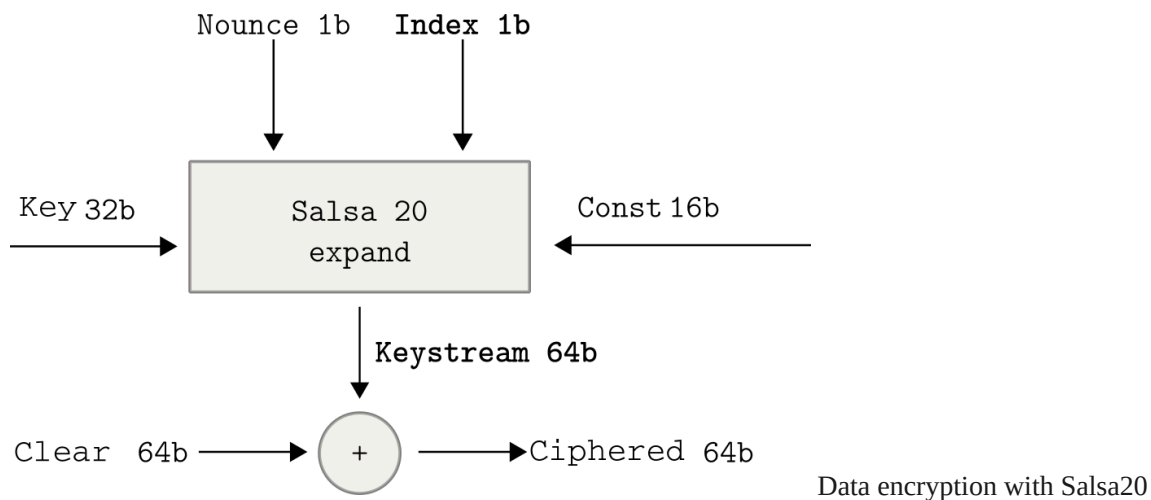 Nounce 1b Index 1b
Key 32b
Salsa 20
expand
Const 16b
Keystream 64b
Clear 64b
+
Ciphered 64b
Data encryption with Salsa20